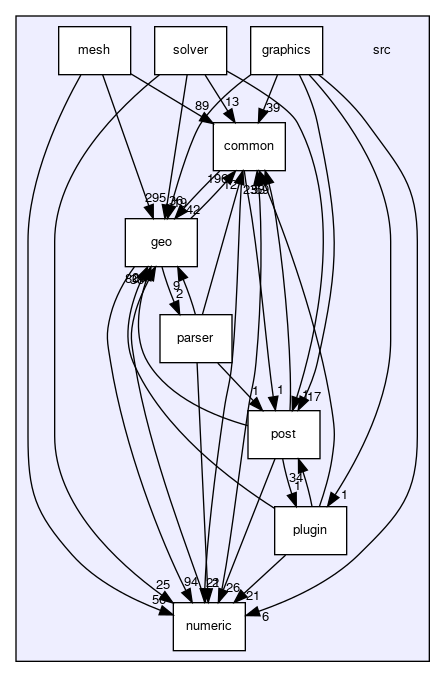 mesh
solver
graphics
src
89
13
39
common
295
42
geo
9
2
parser
1
1
17
post
34
1
1
plugin
25
94
26
21
6
numeric